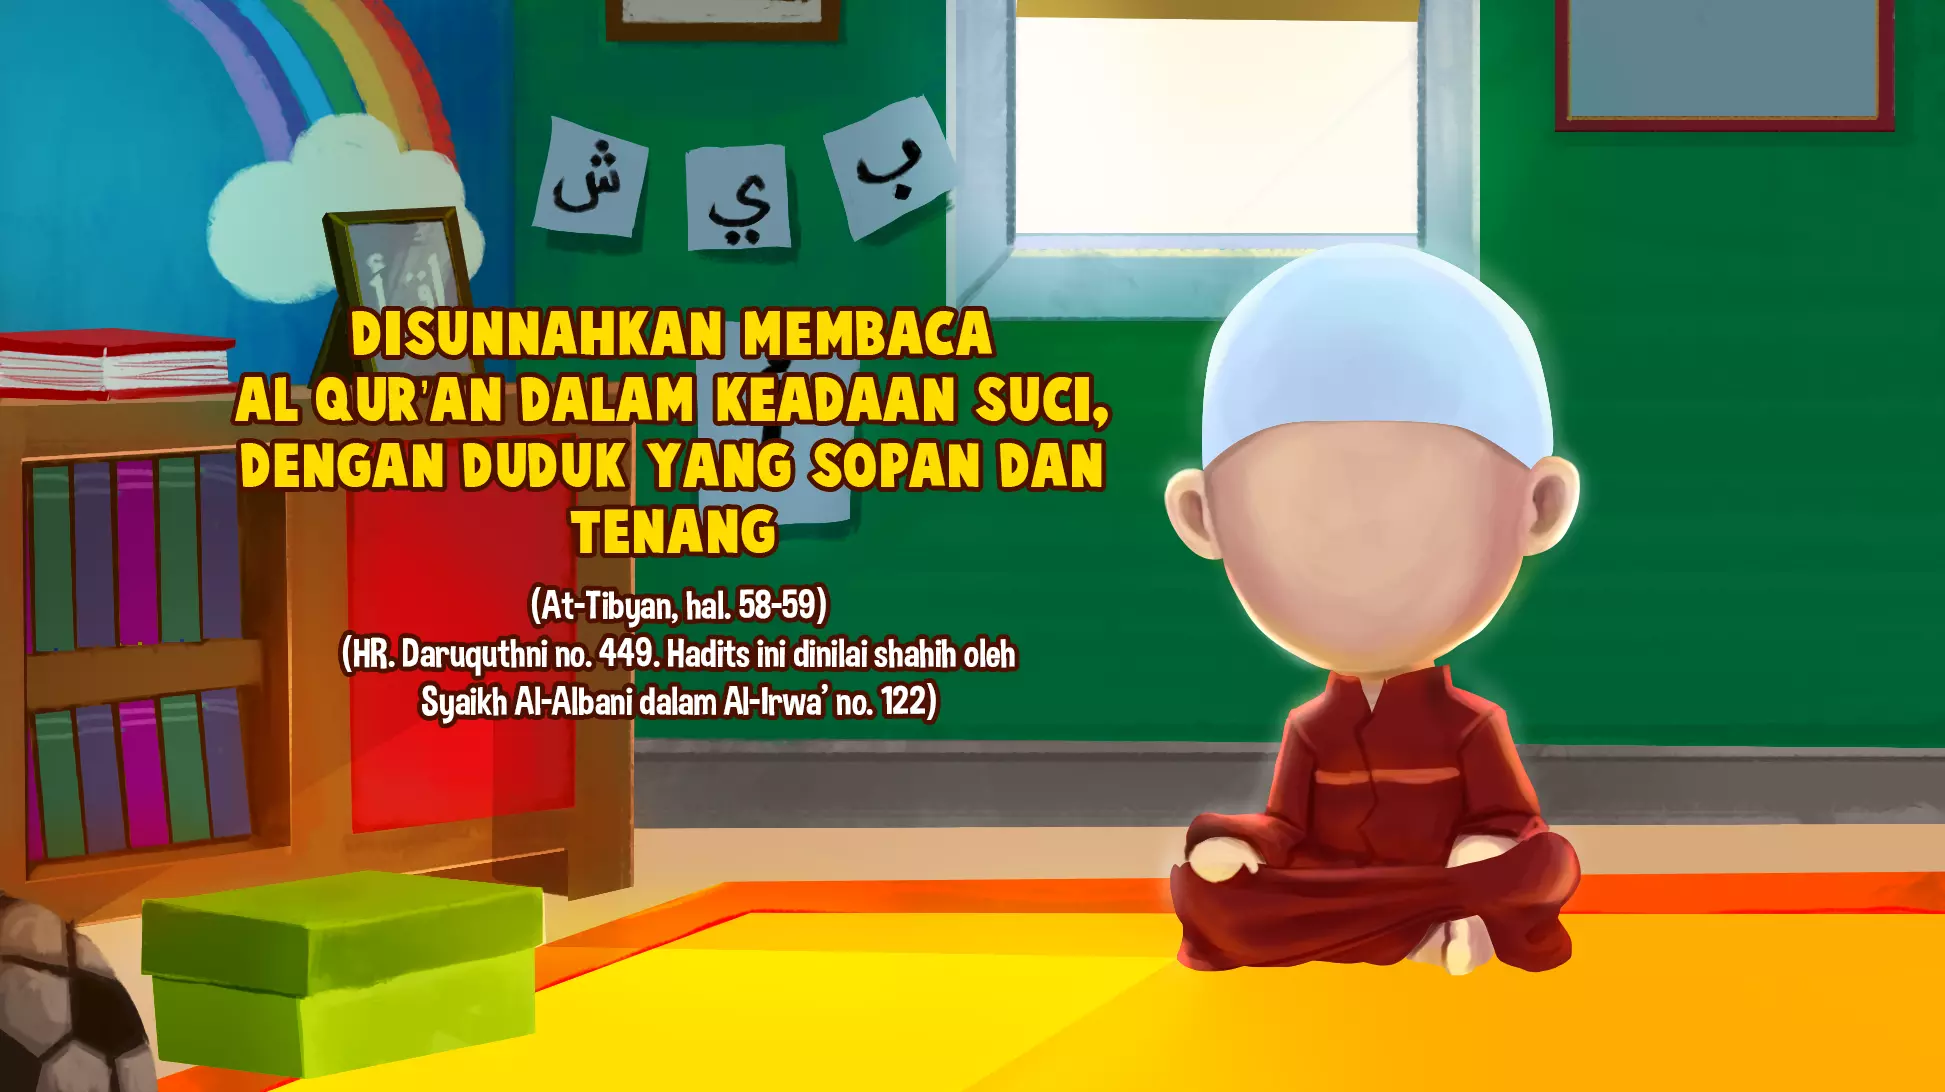 ش
ي
ب
اقرأ
DISUNNAHKAN MEMBACA
AL QUR'AN DALAM KEADAAN SUCI,
DENGAN DUDUK YANG SOPAN DAN
TENANG
(At-Tibyan, hal. 58-59)
(HR. Daruquthni no. 449. Hadits ini dinilai shahih oleh
Syaikh Al-Albani dalam Al-Irwa' no. 122)